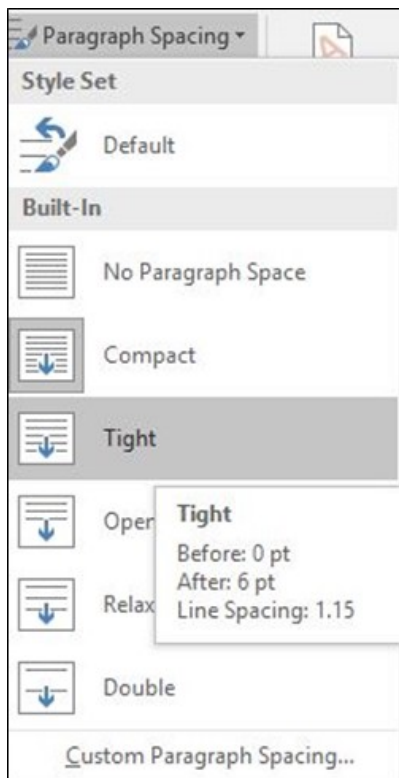 Paragraph Spacing
Style Set
Default
Built-In
No Paragraph Space
Compact
Tight
Open
Relax
Double
Tight
Before: 0 pt
After: 6 pt
Line Spacing: 1.15
Custom Paragraph Spacing...